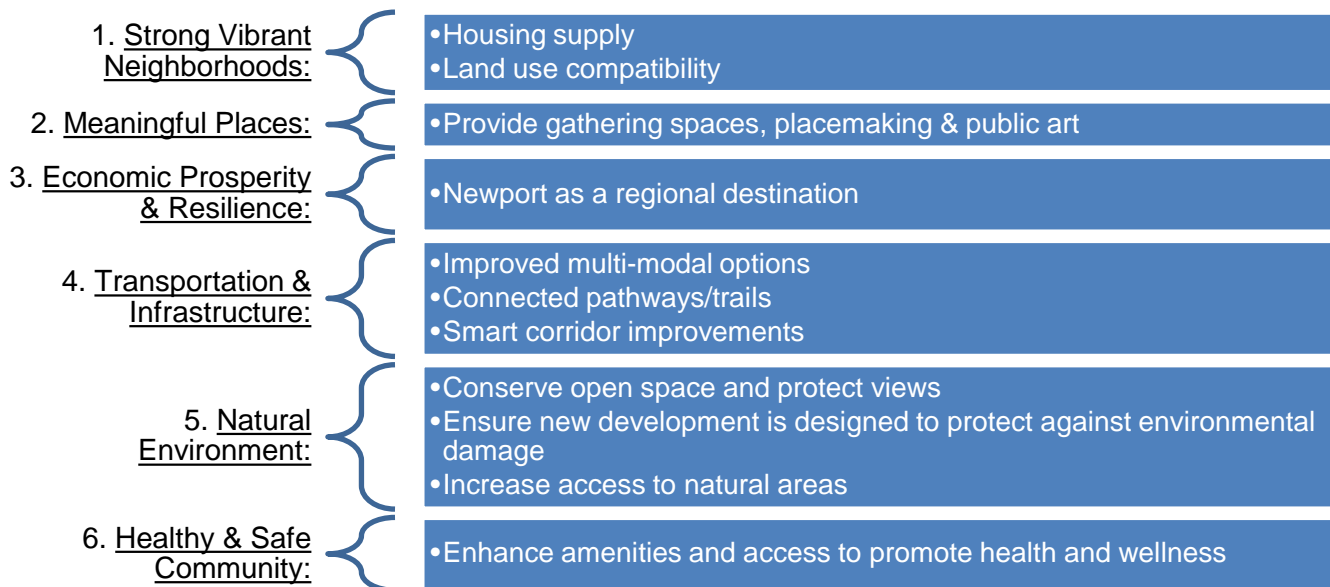 1. Strong Vibrant
Neighborhoods:
•Housing supply
•Land use compatibility
2. Meaningful Places:
•Provide gathering spaces, placemaking & public art
3. Economic Prosperity
& Resilience:
•Newport as a regional destination
4. Transportation &
Infrastructure:
•Improved multi-modal options
•Connected pathways/trails
•Smart corridor improvements
5. Natural
Environment:
•Conserve open space and protect views
•Ensure new development is designed to protect against environmental
damage
•Increase access to natural areas
6. Healthy & Safe
Community:
•Enhance amenities and access to promote health and wellness